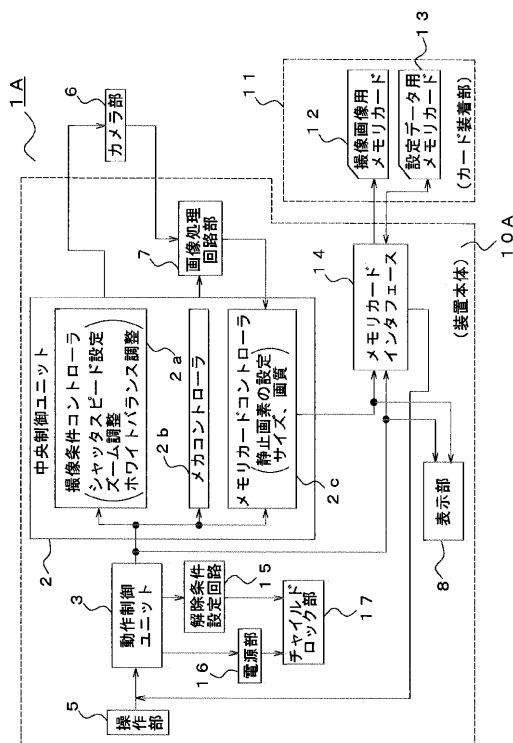 1A
6
カメラ部
7
画像処理
回路部
中央制御ユニット
撮像条件コントローラ
(シャッタスピード設定
ズーム調整
ホワイトバランス調整)
2a
メカコントローラ
2b
メモリカードコントローラ
(静止画素の設定
サイズ、画質)
2c
2
3
動作制御
ユニット
5
操作部
解除条件
設定回路
15
電源部
16
チャイルド
ロック部
17
表示部
8
14
メモリカード
インタフェース
11
12
撮像画像用
メモリカード
13
設定データ用
メモリカード
(カード装着部)
(装置本体)
10A